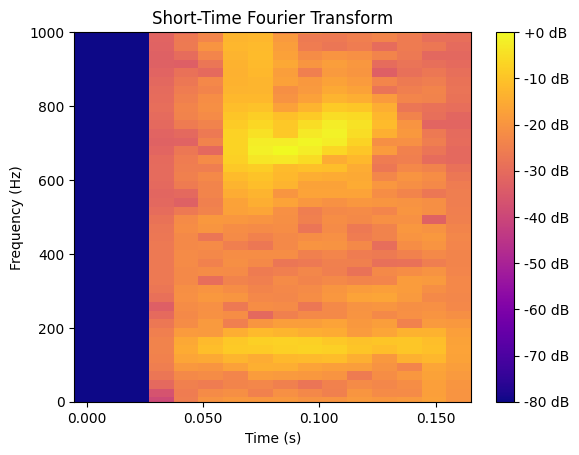 Short-Time Fourier Transform
1000
800
600
400
200
0
Frequency (Hz)
0.000
0.050
0.100
0.150
Time (s)
+0 dB
-10 dB
-20 dB
-30 dB
-40 dB
-50 dB
-60 dB
-70 dB
-80 dB